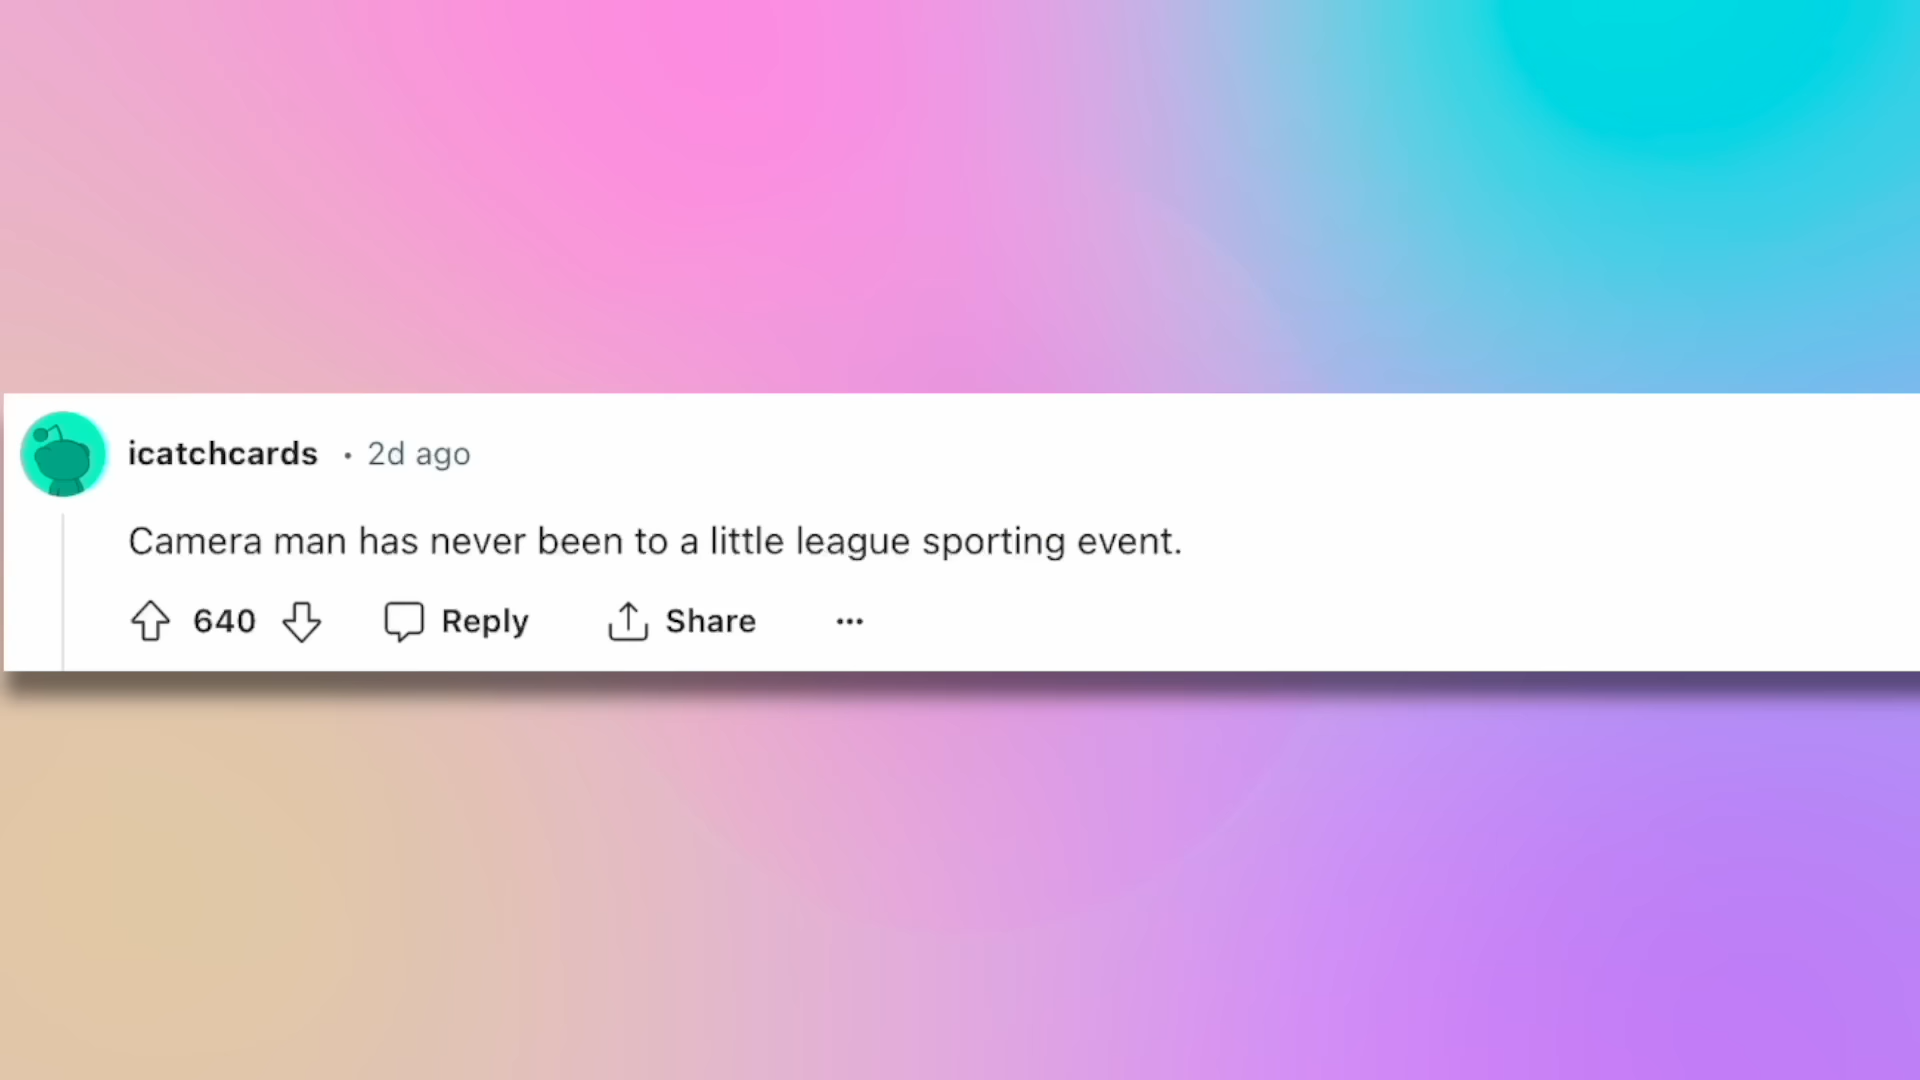 icatchcards · 2d ago
Camera man has never been to a little league sporting event.
640 Reply Share ...